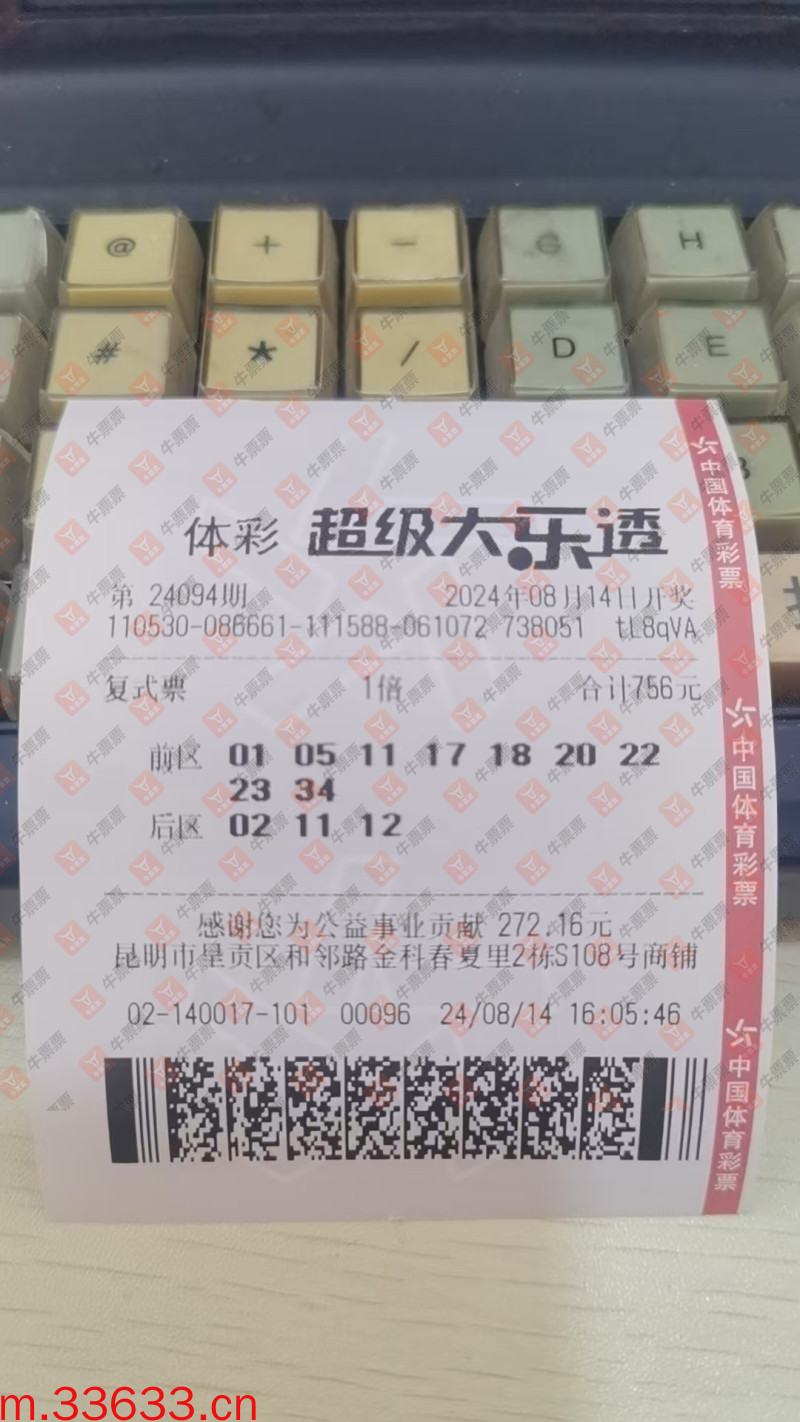 @ + - G H
# * / D E
B
体彩 超级大乐透
第 24094期 2024年08月14日开奖
110530-086661-111588-061072 738051 tL8qVA
复式票 1倍 合计756元
前区 01 05 11 17 18 20 22
23 34
后区 02 11 12
感谢您为公益事业贡献 272.16元
昆明市呈贡区和邻路金科春夏里2栋S108号商铺
02-140017-101 00096 24/08/14 16:05:46
中国体育彩票
中国体育彩票
中国体育彩票
牛票票
m.33633.cn